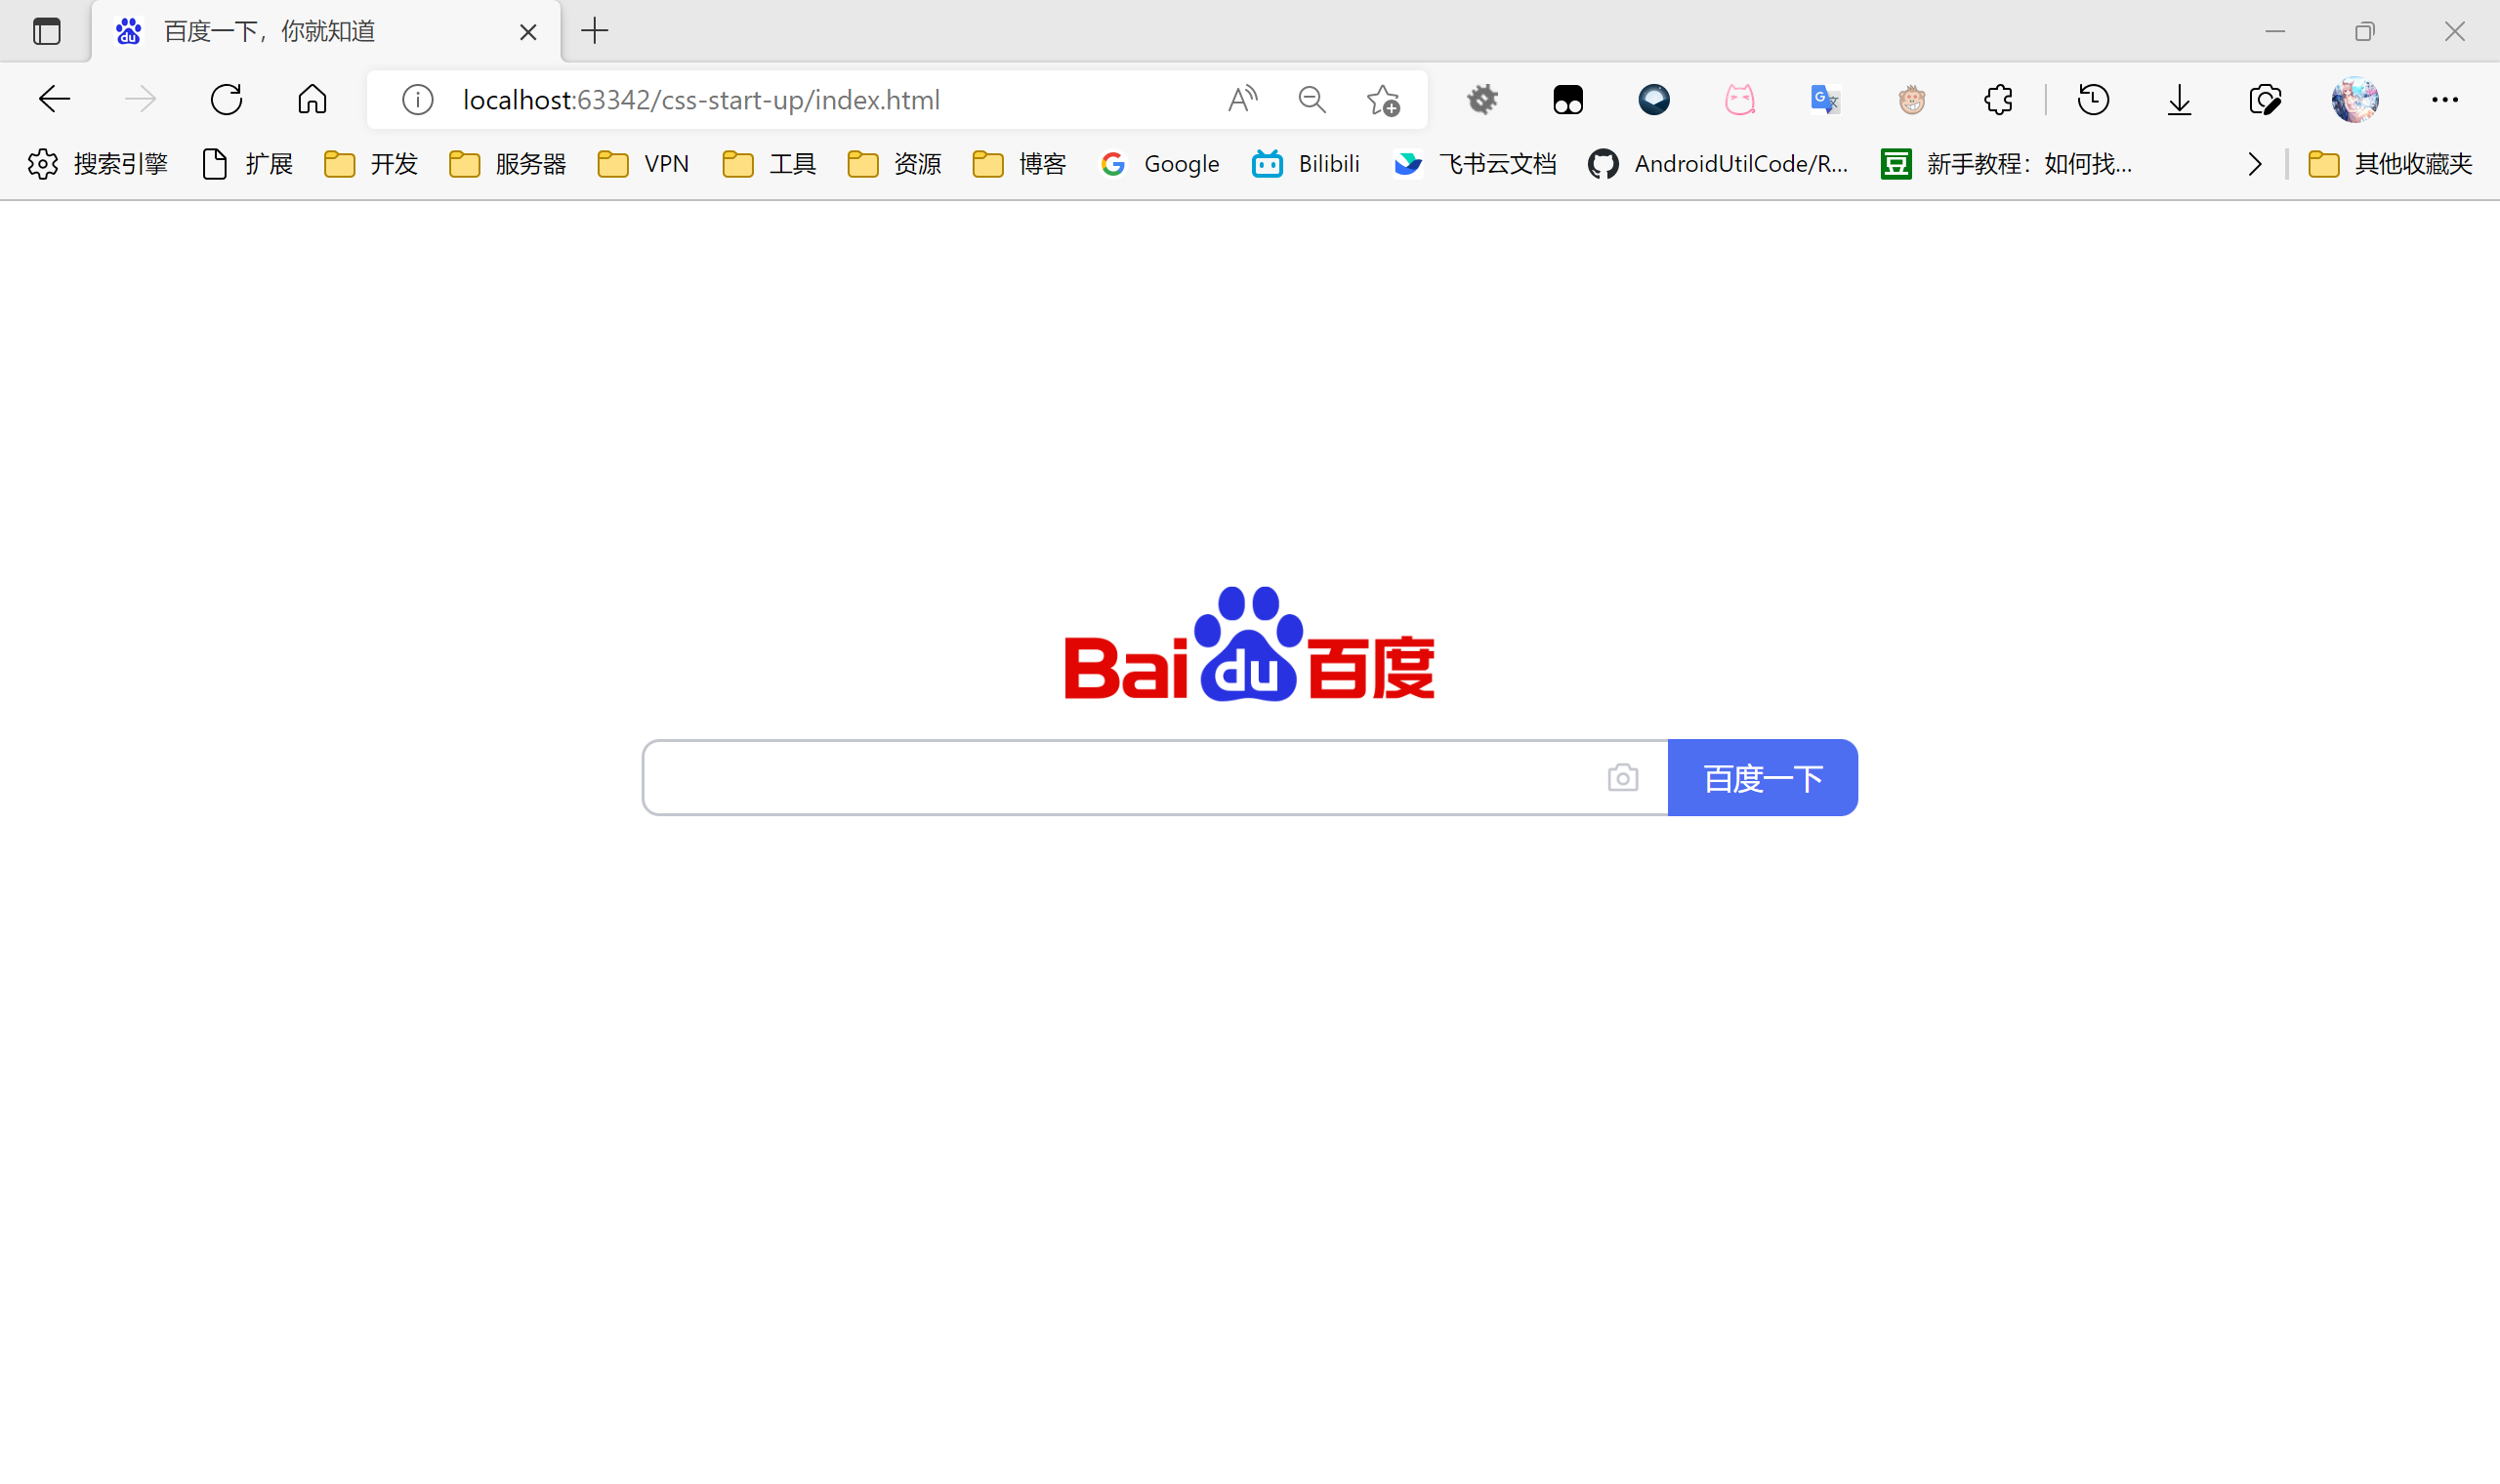 百度一下，你就知道
localhost:63342/css-start-up/index.html
搜索引擎 扩展 开发 服务器 VPN 工具 资源 博客 Google Bilibili 飞书云文档 AndroidUtilCode/R... 新手教程：如何找... 其他收藏夹
Bai du 百度
百度一下